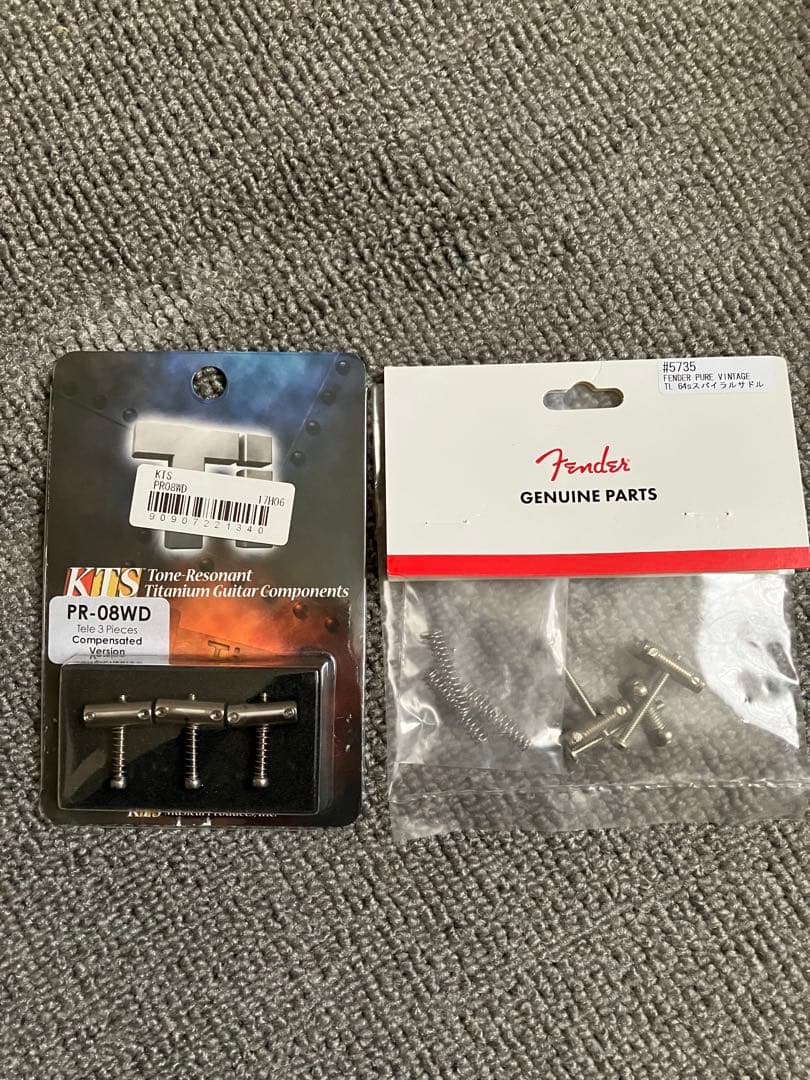 Ti
KTS
PR08WD
17H06
90907221340
KTS Tone-Resonant
Titanium Guitar Components
PR-08WD
Tele 3 Pieces
Compensated
Version
#5735
FENDER PURE VINTAGE
TL 64sスパイラルサドル
Fender
GENUINE PARTS